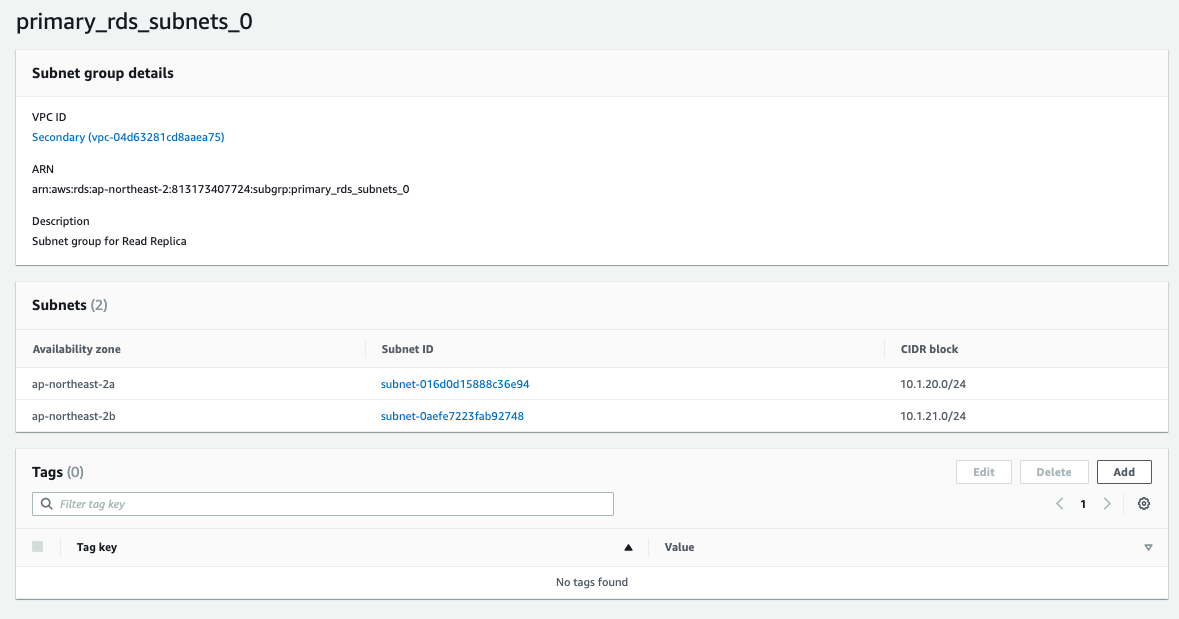 primary_rds_subnets_0
Subnet group details
VPC ID
Secondary (vpc-04d63281cd8aaea75)
ARN
arn:aws:rds:ap-northeast-2:813173407724:subgrp:primary_rds_subnets_0
Description
Subnet group for Read Replica
Subnets (2)
Availability zone Subnet ID CIDR block
ap-northeast-2a subnet-016d0d15888c36e94 10.1.20.0/24
ap-northeast-2b subnet-0aefe7223fab92748 10.1.21.0/24
Tags (0) Edit Delete Add
Filter tag key 1
Tag key Value
No tags found